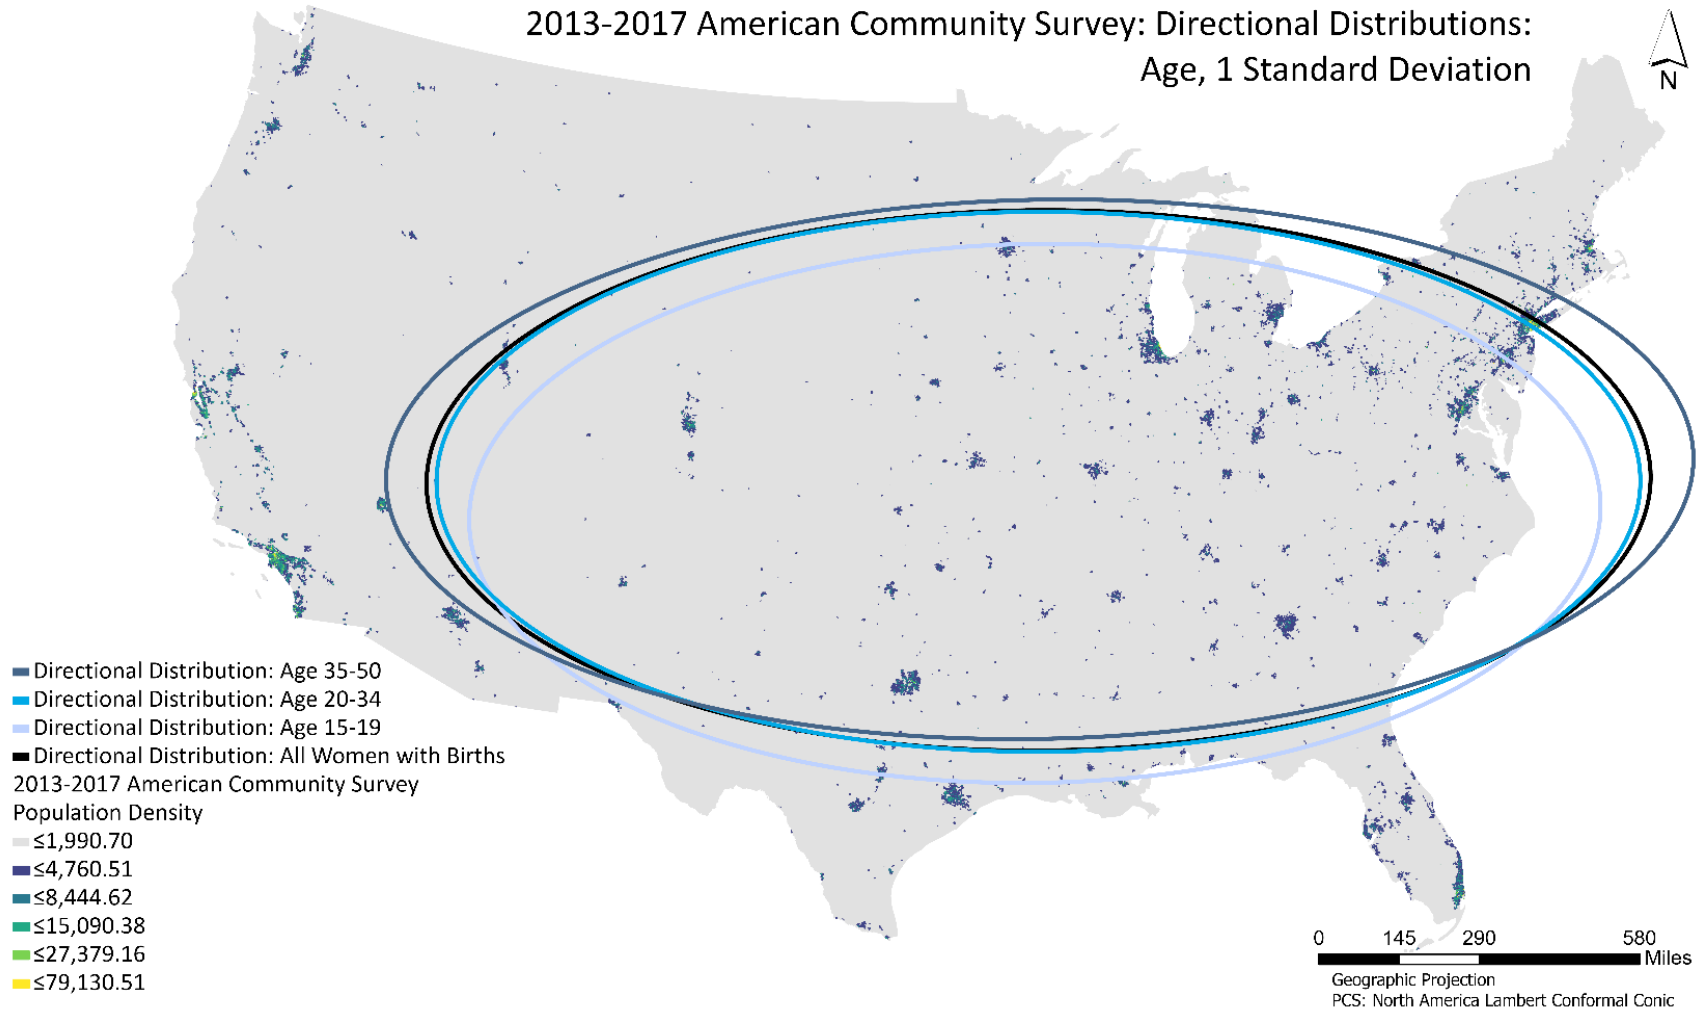 2013-2017 American Community Survey: Directional Distributions:
Age, 1 Standard Deviation
N
Directional Distribution: Age 35-50
Directional Distribution: Age 20-34
Directional Distribution: Age 15-19
Directional Distribution: All Women with Births
2013-2017 American Community Survey
Population Density
≤1,990.70
≤4,760.51
≤8,444.62
≤15,090.38
≤27,379.16
≤79,130.51
0 145 290 580
Miles
Geographic Projection
PCS: North America Lambert Conformal Conic